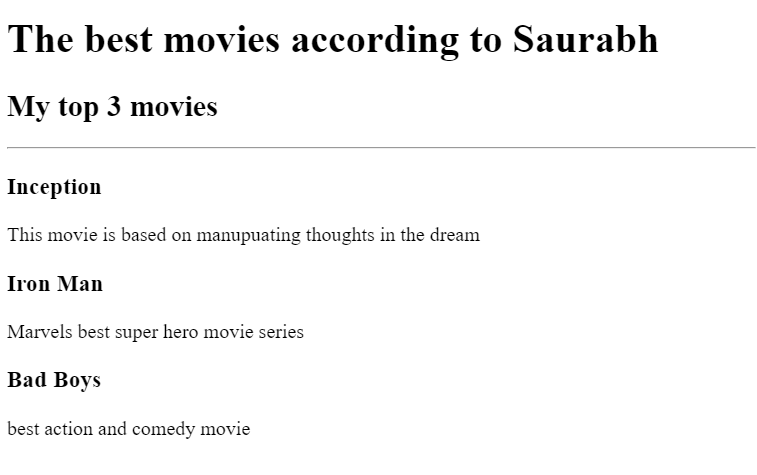 The best movies according to Saurabh
My top 3 movies
Inception
This movie is based on manupuating thoughts in the dream
Iron Man
Marvels best super hero movie series
Bad Boys
best action and comedy movie